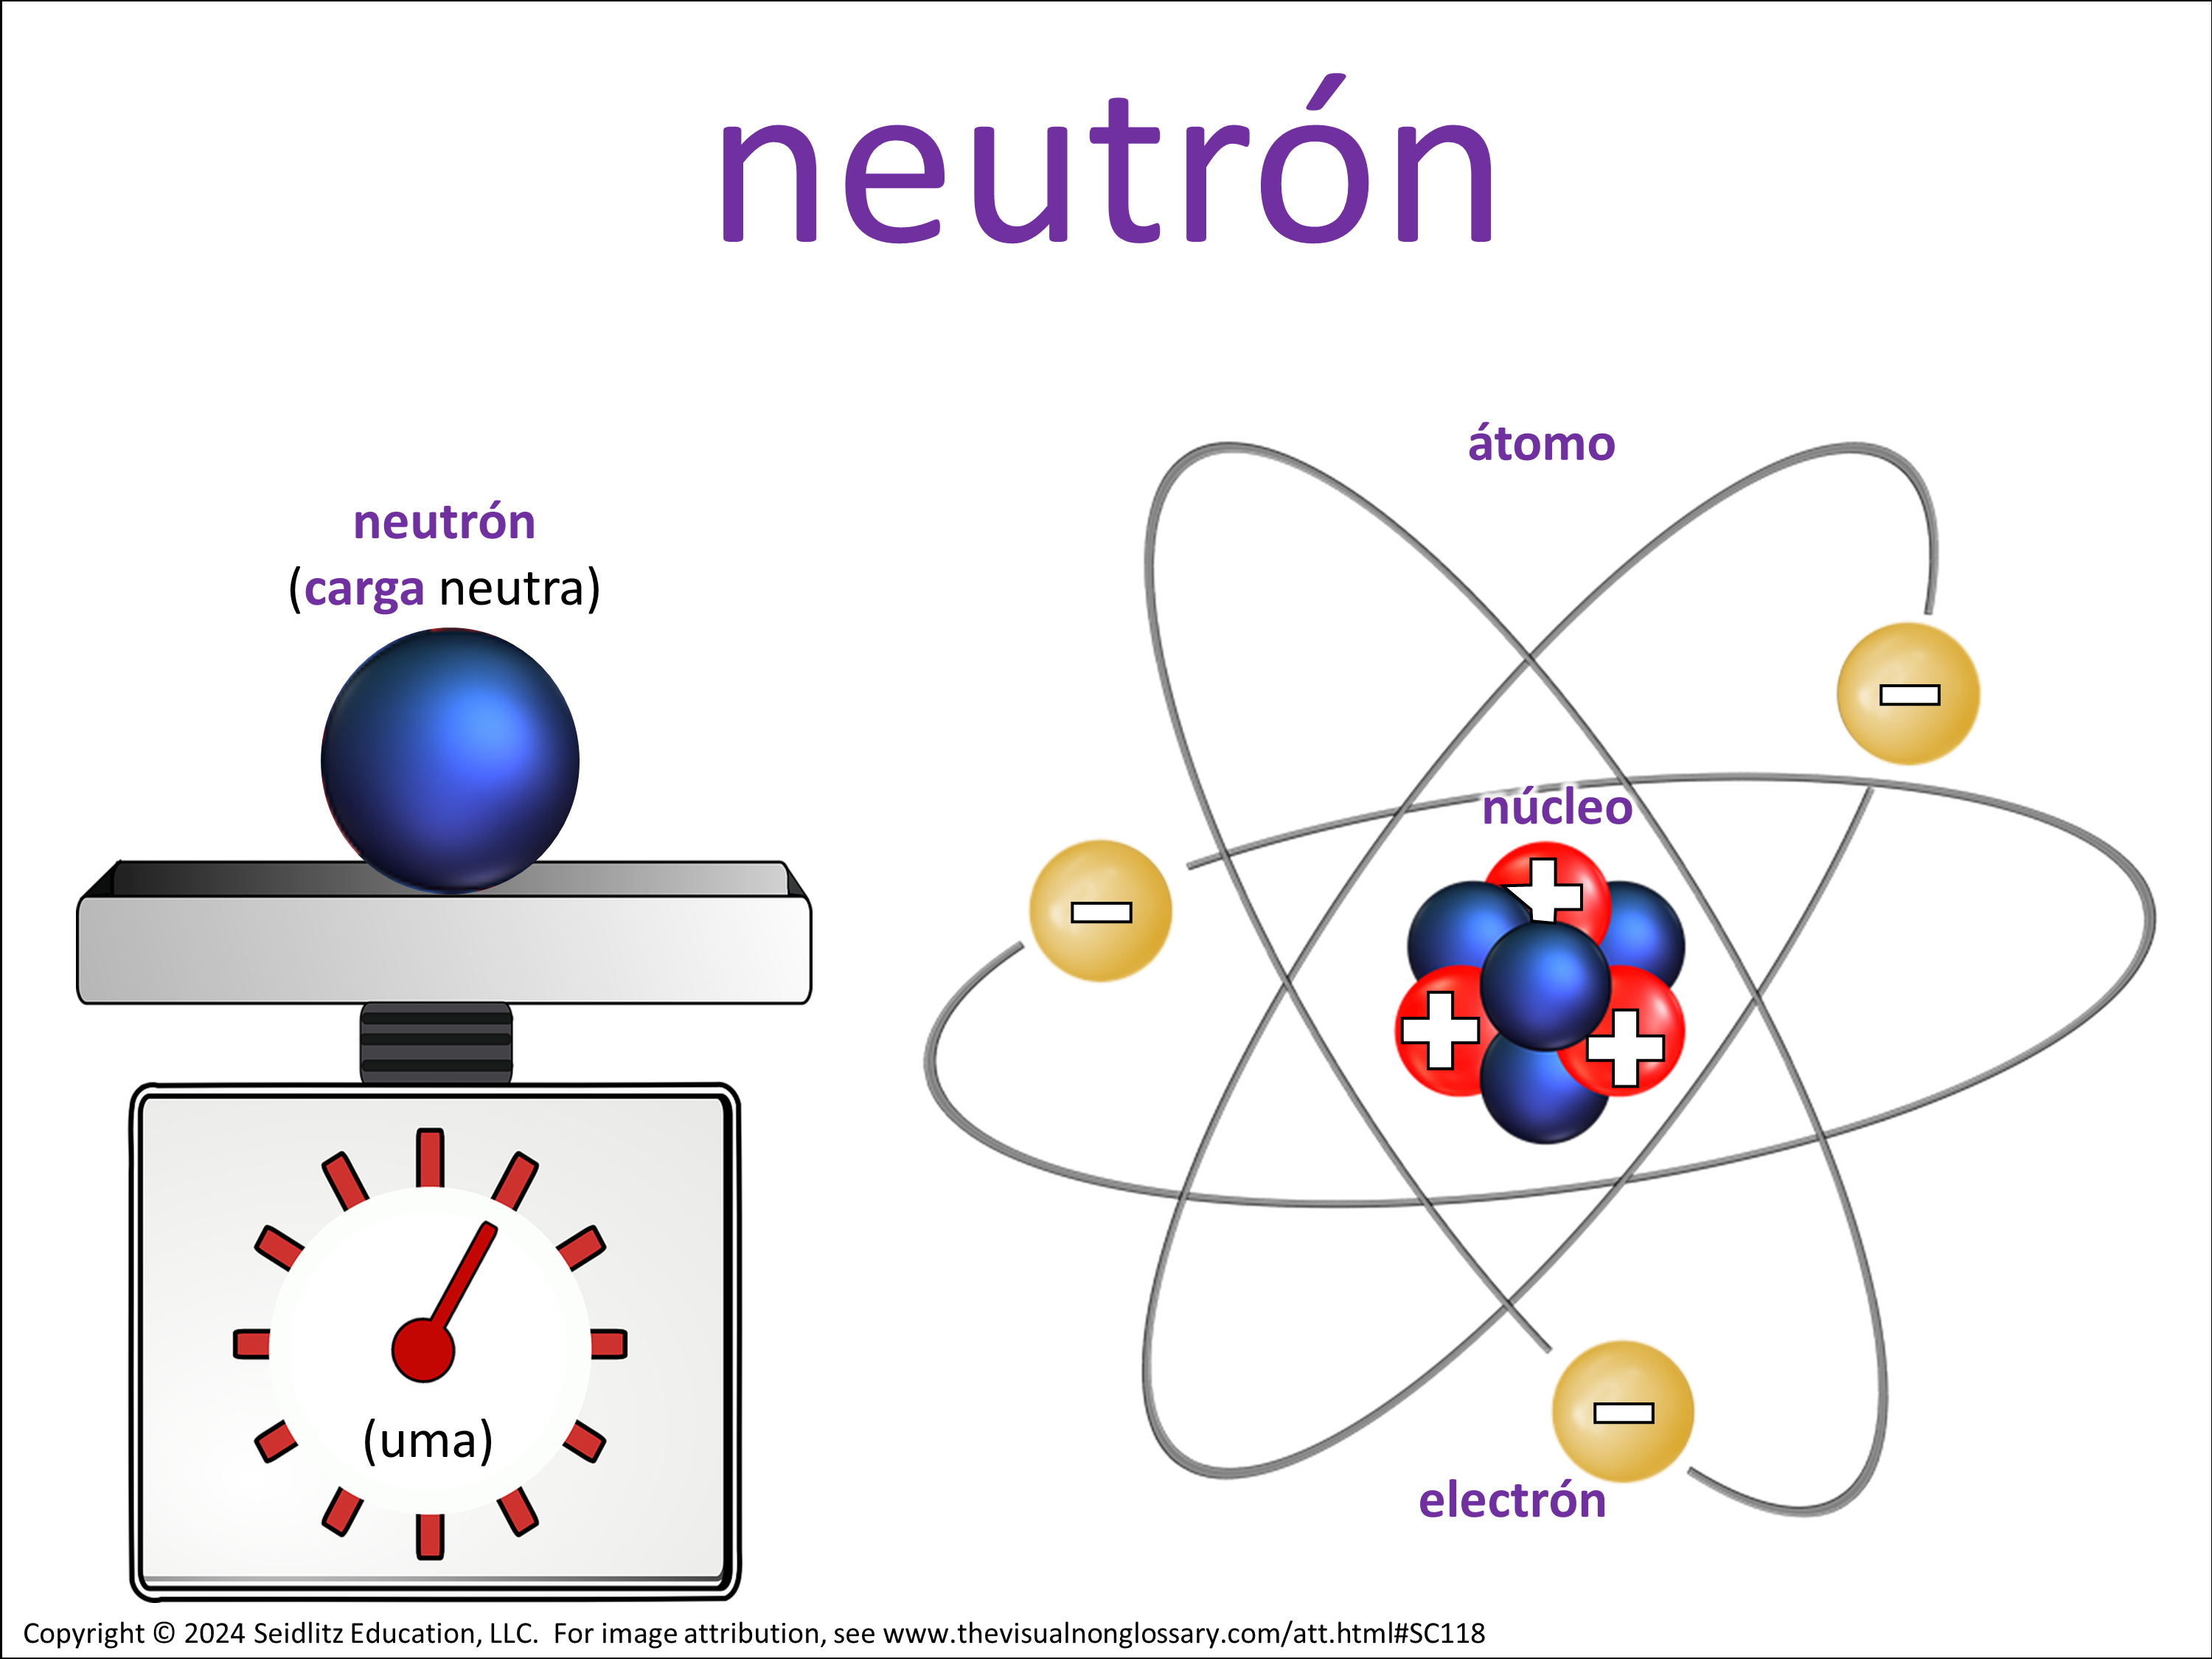 neutrón
átomo
neutrón
(carga neutra)
núcleo
(uma)
electrón
Copyright © 2024 Seidlitz Education, LLC.  For image attribution, see www.thevisualnonglossary.com/att.html#SC118